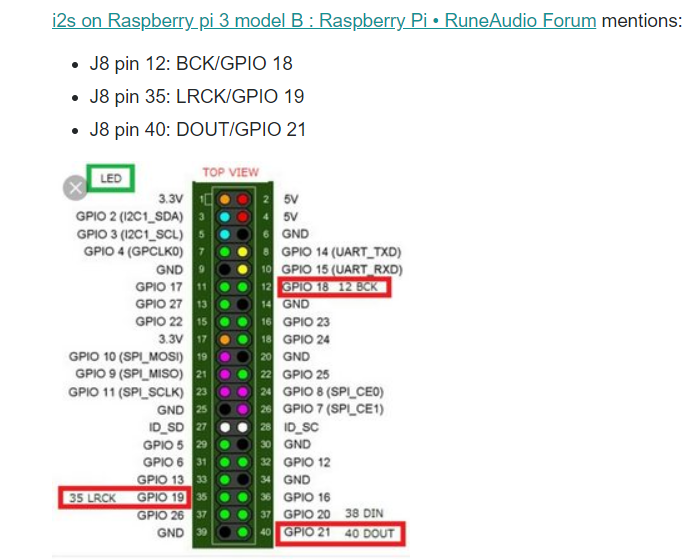 i2s on Raspberry pi 3 model B : Raspberry Pi • RuneAudio Forum mentions:
• J8 pin 12: BCK/GPIO 18
• J8 pin 35: LRCK/GPIO 19
• J8 pin 40: DOUT/GPIO 21
LED
TOP VIEW
3.3V 1 2 5V
GPIO 2 (I2C1_SDA) 3 4 5V
GPIO 3 (I2C1_SCL) 5 6 GND
GPIO 4 (GPCLK0) 7 8 GPIO 14 (UART_TXD)
GND 9 10 GPIO 15 (UART_RXD)
GPIO 17 11 12 GPIO 18 12 BCK
GPIO 27 13 14 GND
GPIO 22 15 16 GPIO 23
3.3V 17 18 GPIO 24
GPIO 10 (SPI_MOSI) 19 20 GND
GPIO 9 (SPI_MISO) 21 22 GPIO 25
GPIO 11 (SPI_SCLK) 23 24 GPIO 8 (SPI_CE0)
GND 25 26 GPIO 7 (SPI_CE1)
ID_SD 27 28 ID_SC
GPIO 5 29 30 GND
GPIO 6 31 32 GPIO 12
GPIO 13 33 34 GND
35 LRCK GPIO 19 35 36 GPIO 16
GPIO 26 37 37 GPIO 20 38 DIN
GND 39 40 GPIO 21 40 DOUT